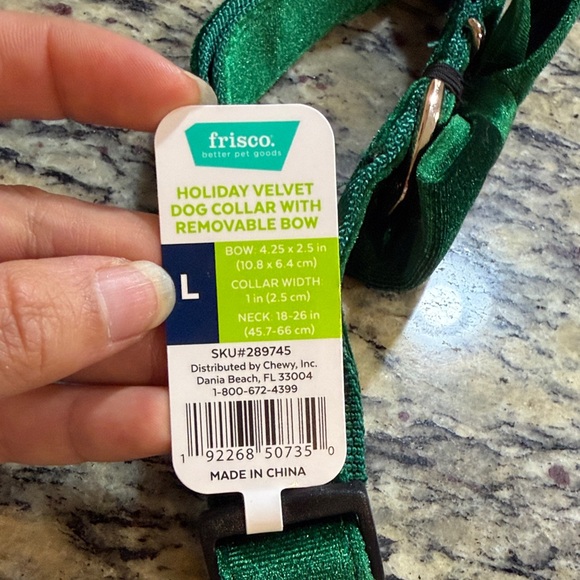 frisco.
better pet goods
HOLIDAY VELVET
DOG COLLAR WITH
REMOVABLE BOW
L
BOW: 4.25 x 2.5 in
(10.8 x 6.4 cm)
COLLAR WIDTH
1 in (2.5 cm)
NECK 18-26 in
(45.7-66 cm)
SKU#289745
Distributed by Chewy, Inc.
Dania Beach, FL 33004
1-800-672-4399
1 92268 50735 0
MADE IN CHINA